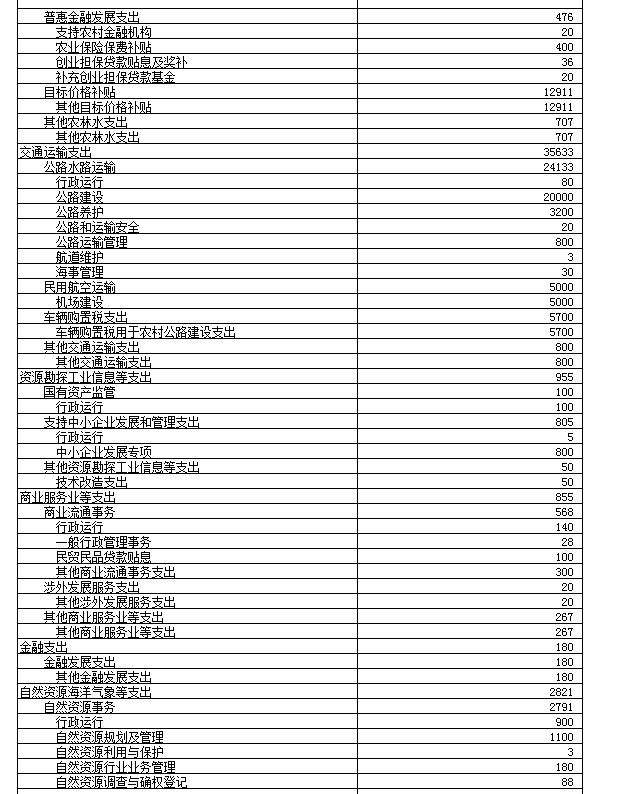 普惠金融发展支出 476
支持农村金融机构 20
农业保险保费补贴 400
创业担保贷款贴息及奖补 36
补充创业担保贷款基金 20
目标价格补贴 12911
其他目标价格补贴 12911
其他农林水支出 707
其他农林水支出 707
交通运输支出 35633
公路水路运输 24133
行政运行 80
公路建设 20000
公路养护 3200
公路和运输安全 20
公路运输管理 800
航道维护 3
海事管理 30
民用航空运输 5000
机场建设 5000
车辆购置税支出 5700
车辆购置税用于农村公路建设支出 5700
其他交通运输支出 800
其他交通运输支出 800
资源勘探工业信息等支出 955
国有资产监管 100
行政运行 100
支持中小企业发展和管理支出 805
行政运行 5
中小企业发展专项 800
其他资源勘探工业信息等支出 50
技术改造支出 50
商业服务业等支出 855
商业流通事务 568
行政运行 140
一般行政管理事务 28
民贸民品贷款贴息 100
其他商业流通事务支出 300
涉外发展服务支出 20
其他涉外发展服务支出 20
其他商业服务业等支出 267
其他商业服务业等支出 267
金融支出 180
金融发展支出 180
其他金融发展支出 180
自然资源海洋气象等支出 2821
自然资源事务 2791
行政运行 900
自然资源规划及管理 1100
自然资源利用与保护 3
自然资源行业业务管理 180
自然资源调查与确权登记 88